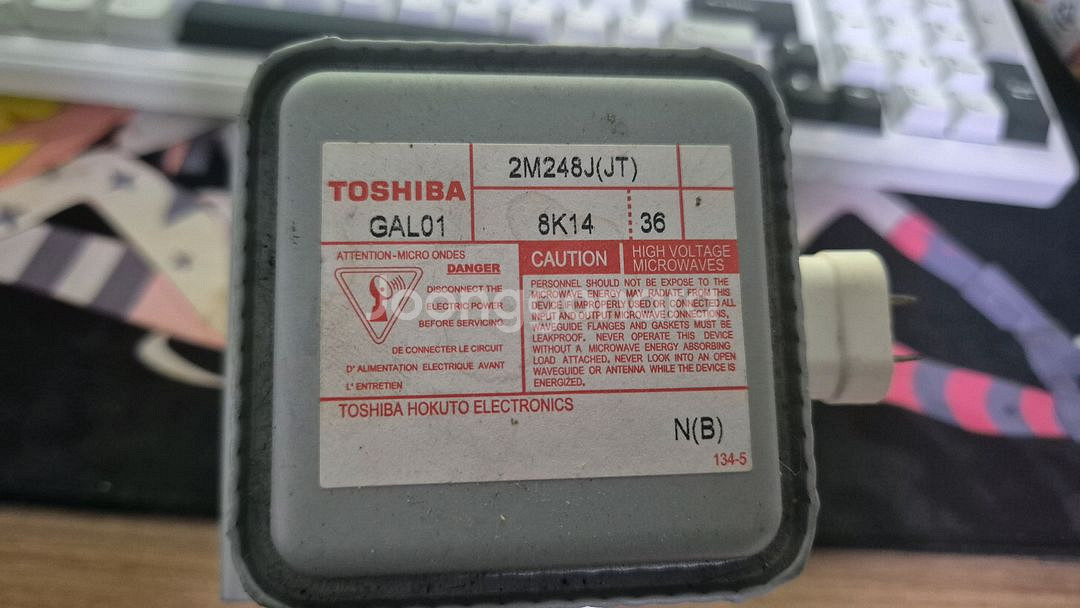 2M248J(JT)
TOSHIBA
GAL01
8K14
36
ATTENTION-MICRO ONDES
DANGER
DISCONNECT THE
ELECTRIC POWER
BEFORE SERVICING
DE CONNECTER LE CIRCUIT
D'ALIMENTATION ELECTRIQUE AVANT
L'ENTRETIEN
CAUTION
HIGH VOLTAGE
MICROWAVES
PERSONNEL SHOULD NOT BE EXPOSE TO THE
MICROWAVE ENERGY MAY RADIATE FROM THIS
DEVICE IF IMPROPERLY USED OR CONNECTED. ALL
INPUT AND OUTPUT MICROWAVE CONNECTIONS,
WAVEGUIDE FLANGES AND GASKETS MUST BE
LEAKPROOF. NEVER OPERATE THIS DEVICE
WITHOUT A MICROWAVE ENERGY ABSORBING
LOAD ATTACHED. NEVER LOOK INTO AN OPEN
WAVEGUIDE OR ANTENNA WHILE THE DEVICE IS
ENERGIZED.
TOSHIBA HOKUTO ELECTRONICS
N(B)
134-5